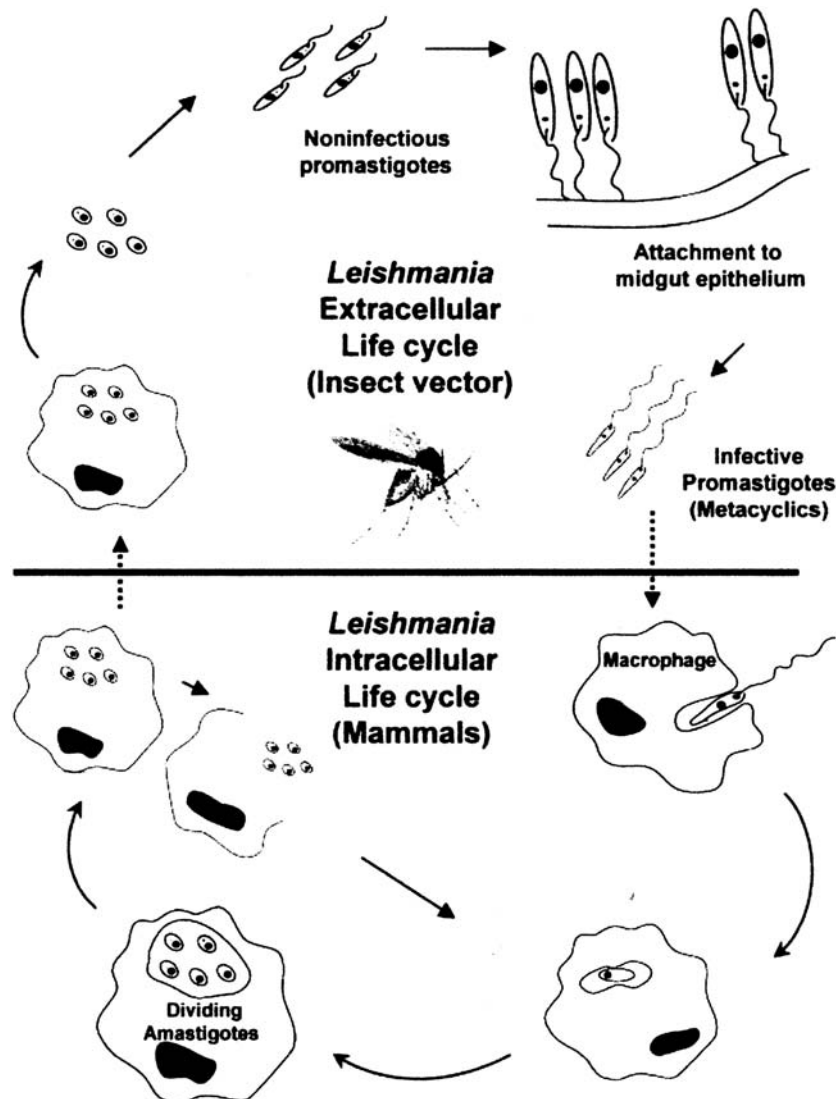 Noninfectious
promastigotes
Attachment to
midgut epithelium
Leishmania
Extracellular
Life cycle
(Insect vector)
Infective
Promastigotes
(Metacyclics)
Leishmania
Intracellular
Life cycle
(Mammals)
Macrophage
Dividing
Amastigotes